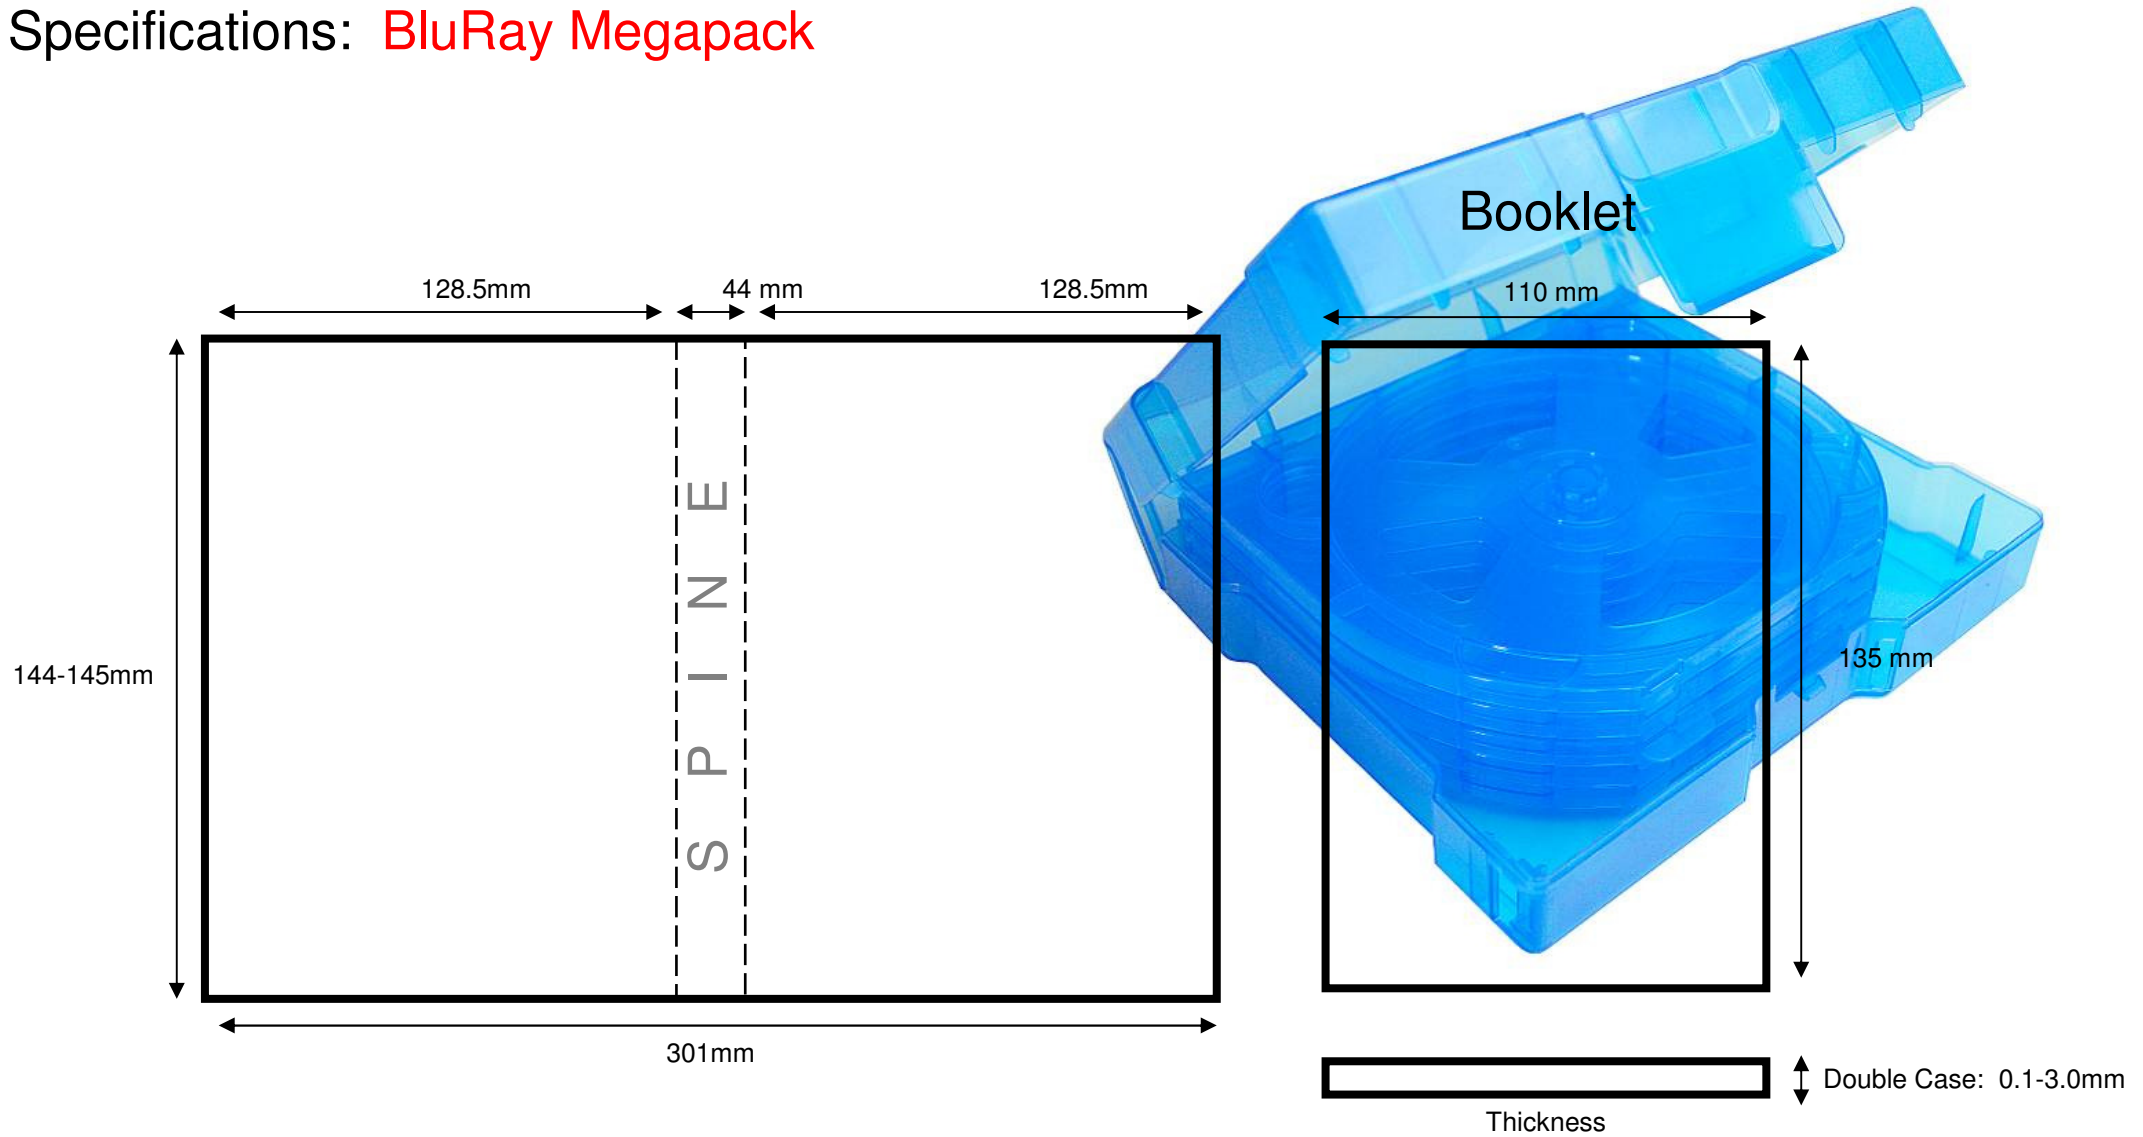 Specifications: BluRay Megapack
Booklet
128.5mm
44 mm
128.5mm
110 mm
SPINE
144-145mm
135 mm
301mm
Double Case: 0.1-3.0mm
Thickness